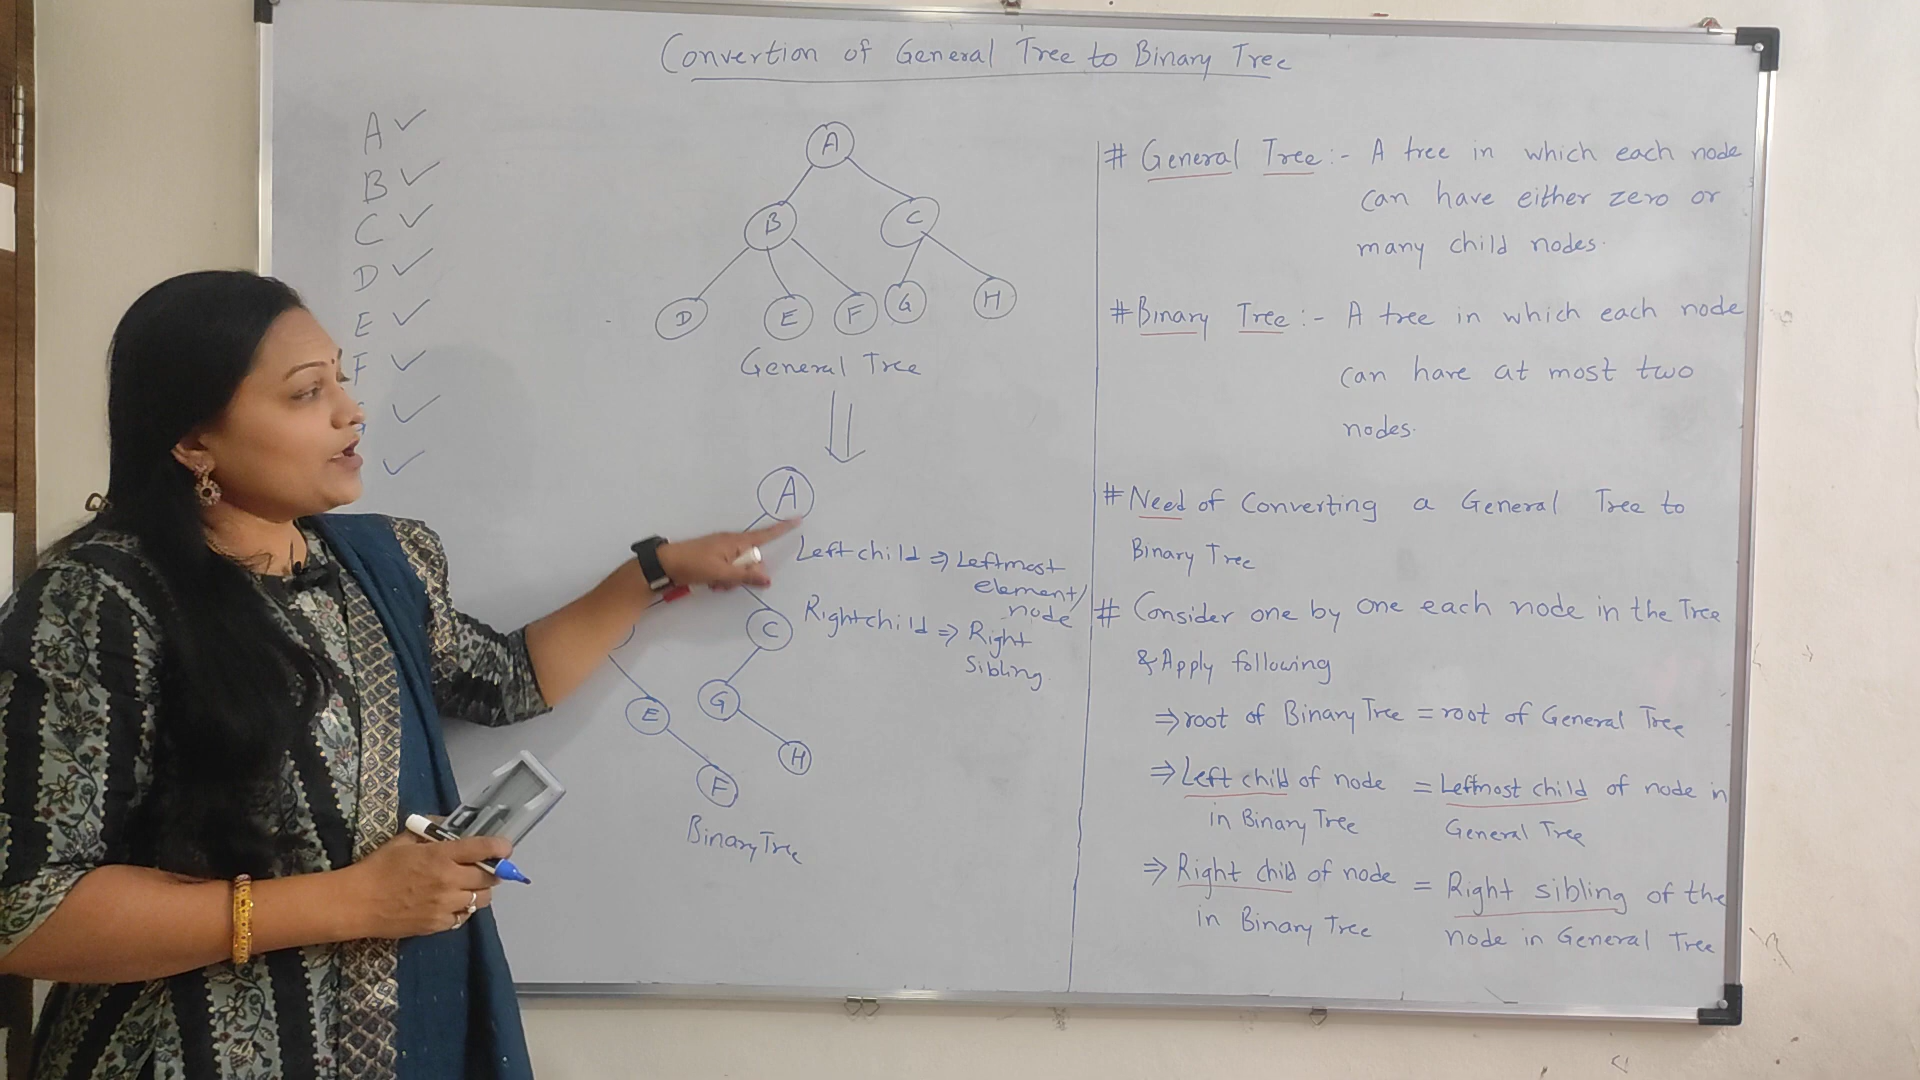 Convertion of General Tree to Binary Tree
A ✓
B ✓
C ✓
D ✓
E ✓
F ✓
✓
✓
A
B
C
D
E
F
G
H
General Tree
A
Left child ⇒ Leftmost
element/
node
Right child ⇒ Right
Sibling.
C
E
G
H
F
Binary Tree
# General Tree :- A tree in which each node
can have either zero or
many child nodes.
# Binary Tree :- A tree in which each node
can have at most two
nodes.
# Need of Converting a General Tree to
Binary Tree
# Consider one by one each node in the Tree
& Apply following
⇒ root of Binary Tree = root of General Tree
⇒ Left child of node = Leftmost child of node in
in Binary Tree General Tree
⇒ Right child of node = Right sibling of the
in Binary Tree node in General Tree